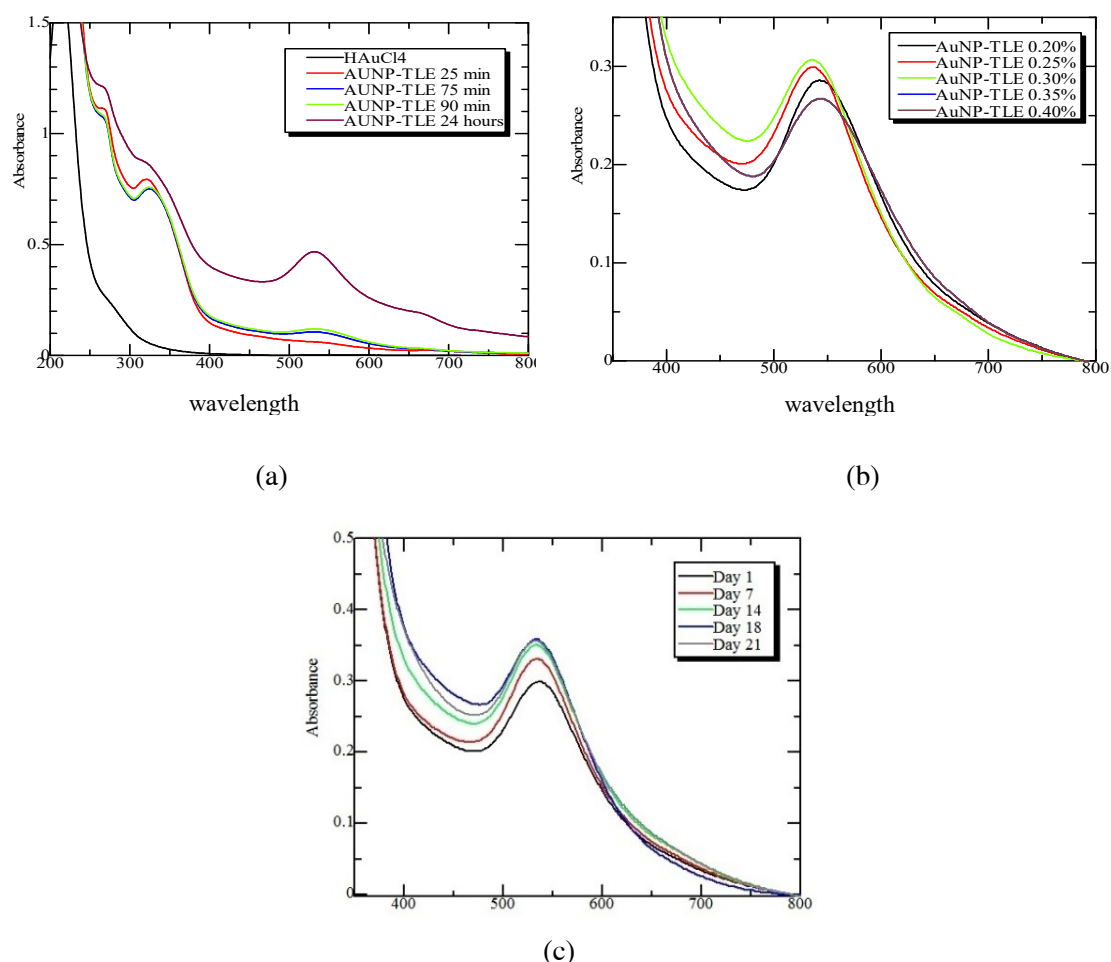 1.5
1
0.5
0
Absorbance
200
300
400
500
600
700
800
wavelength
HAuCl4
AUNP-TLE 25 min
AUNP-TLE 75 min
AUNP-TLE 90 min
AUNP-TLE 24 hours
(a)
0.3
0.2
0.1
0
Absorbance
400
500
600
700
800
wavelength
AuNP-TLE 0.20%
AuNP-TLE 0.25%
AuNP-TLE 0.30%
AuNP-TLE 0.35%
AuNP-TLE 0.40%
(b)
0.5
0.4
0.3
0.2
0.1
0
Absorbance
400
500
600
700
800
Day 1
Day 7
Day 14
Day 18
Day 21
(c)